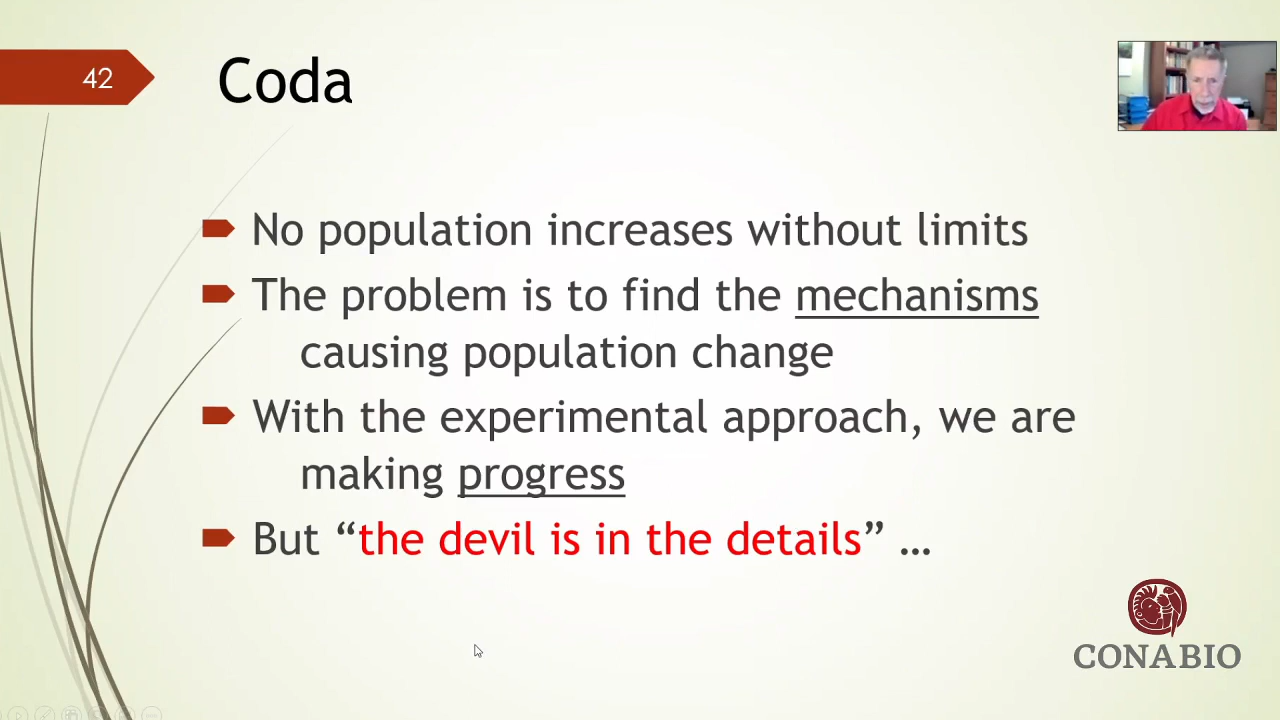 42
Coda
No population increases without limits
The problem is to find the mechanisms
causing population change
With the experimental approach, we are
making progress
But “the devil is in the details” …
CONABIO